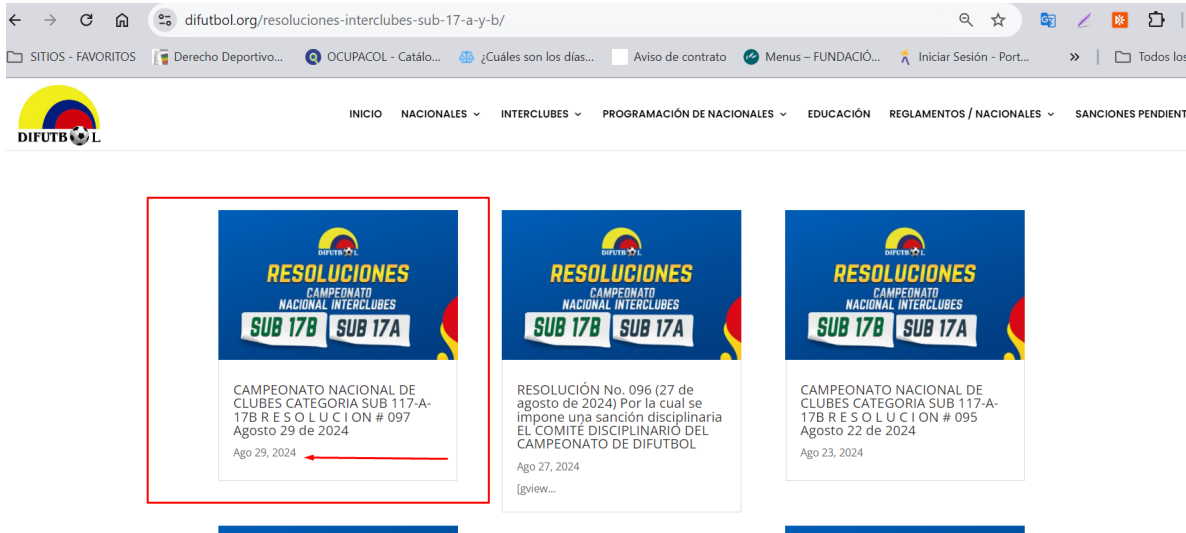 difutbol.org/resoluciones-interclubes-sub-17-a-y-b/
SITIOS - FAVORITOS
Derecho Deportivo...
OCUPACOL - Catálo...
¿Cuáles son los días...
Aviso de contrato
Menus – FUNDACIÓ...
Iniciar Sesión - Port...
»
Todos los
DIFUTBOL
INICIO
NACIONALES
INTERCLUBES
PROGRAMACIÓN DE NACIONALES
EDUCACIÓN
REGLAMENTOS / NACIONALES
SANCIONES PENDIENT
DIFUTBOL
RESOLUCIONES
CAMPEONATO
NACIONAL INTERCLUBES
SUB 17B SUB 17A
CAMPEONATO NACIONAL DE
CLUBES CATEGORIA SUB 117-A-
17B R E S O L U C I ON # 097
Agosto 29 de 2024
Ago 29, 2024
DIFUTBOL
RESOLUCIONES
CAMPEONATO
NACIONAL INTERCLUBES
SUB 17B SUB 17A
RESOLUCIÓN No. 096 (27 de
agosto de 2024) Por la cual se
impone una sanción disciplinaria
EL COMITÉ DISCIPLINARIO DEL
CAMPEONATO DE DIFUTBOL
Ago 27, 2024
[gview...
DIFUTBOL
RESOLUCIONES
CAMPEONATO
NACIONAL INTERCLUBES
SUB 17B SUB 17A
CAMPEONATO NACIONAL DE
CLUBES CATEGORIA SUB 117-A-
17B R E S O L U C I ON # 095
Agosto 22 de 2024
Ago 23, 2024